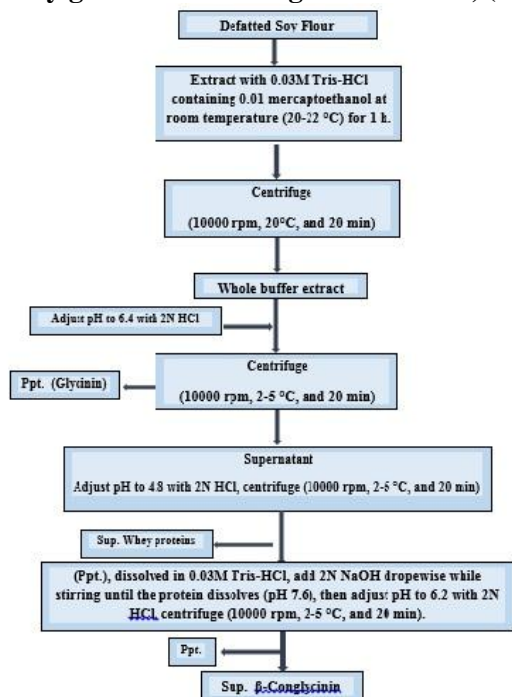 Defatted Soy Flour
Extract with 0.03M Tris-HCl
containing 0.01 mercaptoethanol at
room temperature (20-22 °C) for 1 h.
Centrifuge
(10000 rpm, 20°C, and 20 min)
Whole buffer extract
Adjust pH to 6.4 with 2N HCl
Centrifuge
(10000 rpm, 2-5 °C, and 20 min)
Ppt. (Glycinin)
Supernatant
Adjust pH to 4.8 with 2N HCl, centrifuge (10000 rpm, 2-5 °C, and 20 min)
Sup. Whey proteins
(Ppt.), dissolved in 0.03M Tris-HCl, add 2N NaOH dropewise while
stirring until the protein dissolves (pH 7.6), then adjust pH to 6.2 with 2N
HCl, centrifuge (10000 rpm, 2-5 °C, and 20 min).
Ppt.
Sup. β-Conglycinin